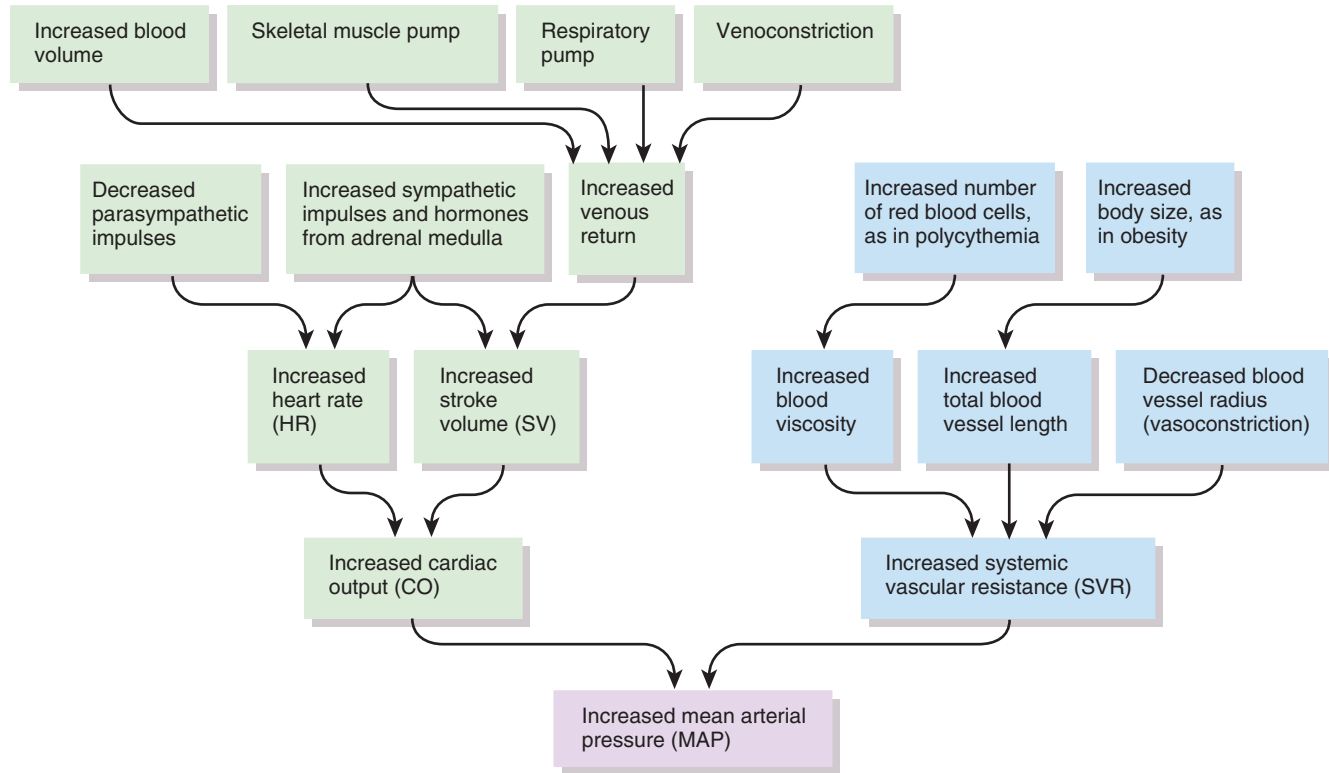 Increased blood
volume
Skeletal muscle pump
Respiratory
pump
Venoconstriction
Decreased
parasympathetic
impulses
Increased sympathetic
impulses and hormones
from adrenal medulla
Increased
venous
return
Increased number
of red blood cells,
as in polycythemia
Increased
body size, as
in obesity
Increased
heart rate
(HR)
Increased
stroke
volume (SV)
Increased
blood
viscosity
Increased
total blood
vessel length
Decreased blood
vessel radius
(vasoconstriction)
Increased cardiac
output (CO)
Increased systemic
vascular resistance (SVR)
Increased mean arterial
pressure (MAP)